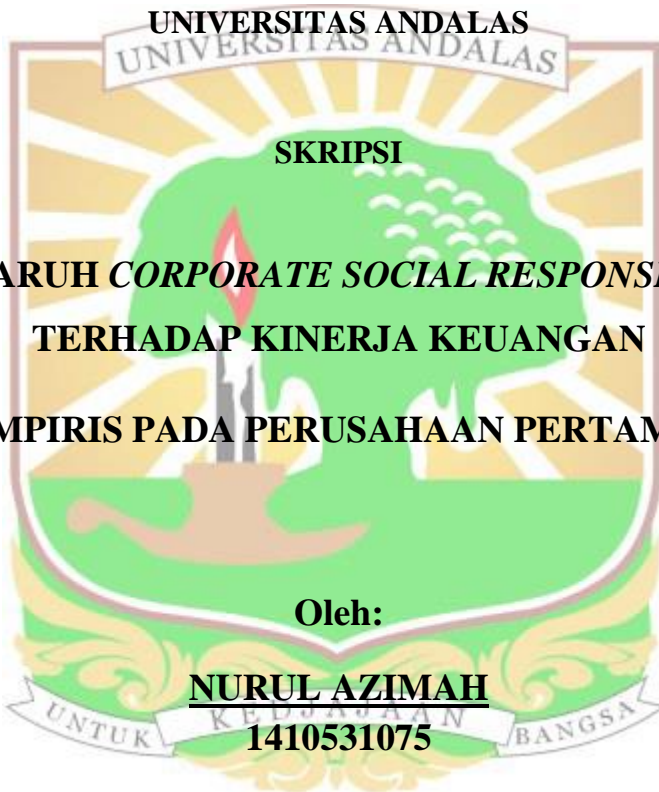 UNIVERSITAS ANDALAS
UNIVERSITAS ANDALAS
SKRIPSI
ARUH CORPORATE SOCIAL RESPONS
TERHADAP KINERJA KEUANGAN
MPIRIS PADA PERUSAHAAN PERTAM
Oleh:
NURUL AZIMAH
1410531075
UNTUK KEDJAJAAN BANGSA